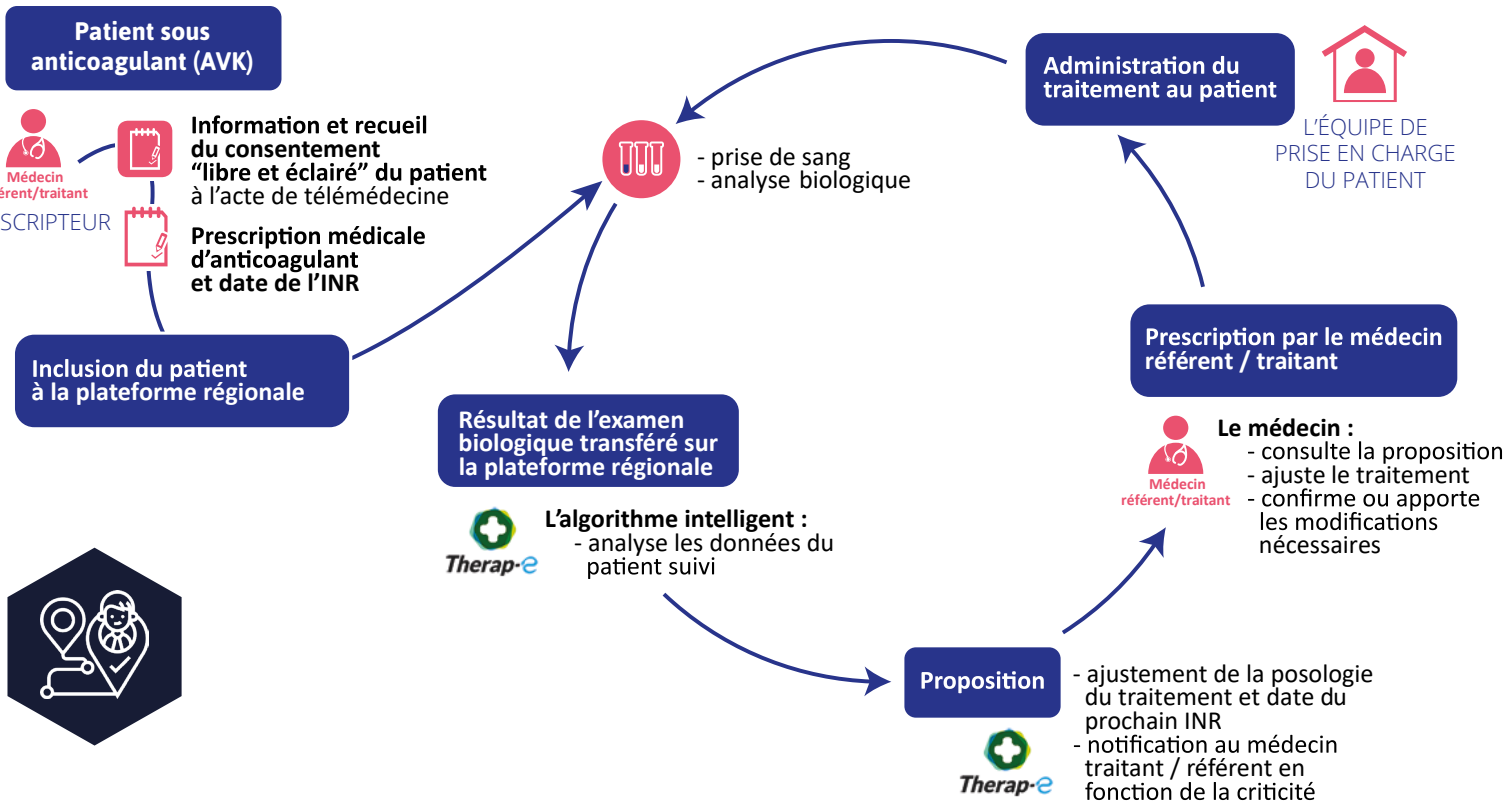 Patient sous
anticoagulant (AVK)
Médecin
référent/traitant
SCRIPTEUR
Information et recueil
du consentement
“libre et éclairé” du patient
à l’acte de télémédecine
Prescription médicale
d’anticoagulant
et date de l’INR
Inclusion du patient
à la plateforme régionale
- prise de sang
- analyse biologique
Résultat de l’examen
biologique transféré sur
la plateforme régionale
Therap-e
L’algorithme intelligent :
- analyse les données du
patient suivi
Proposition
Therap-e
- ajustement de la posologie
du traitement et date du
prochain INR
- notification au médecin
traitant / référent en
fonction de la criticité
Prescription par le médecin
référent / traitant
Médecin
référent/traitant
Le médecin :
- consulte la proposition
- ajuste le traitement
- confirme ou apporte
les modifications
nécessaires
Administration du
traitement au patient
L’ÉQUIPE DE
PRISE EN CHARGE
DU PATIENT